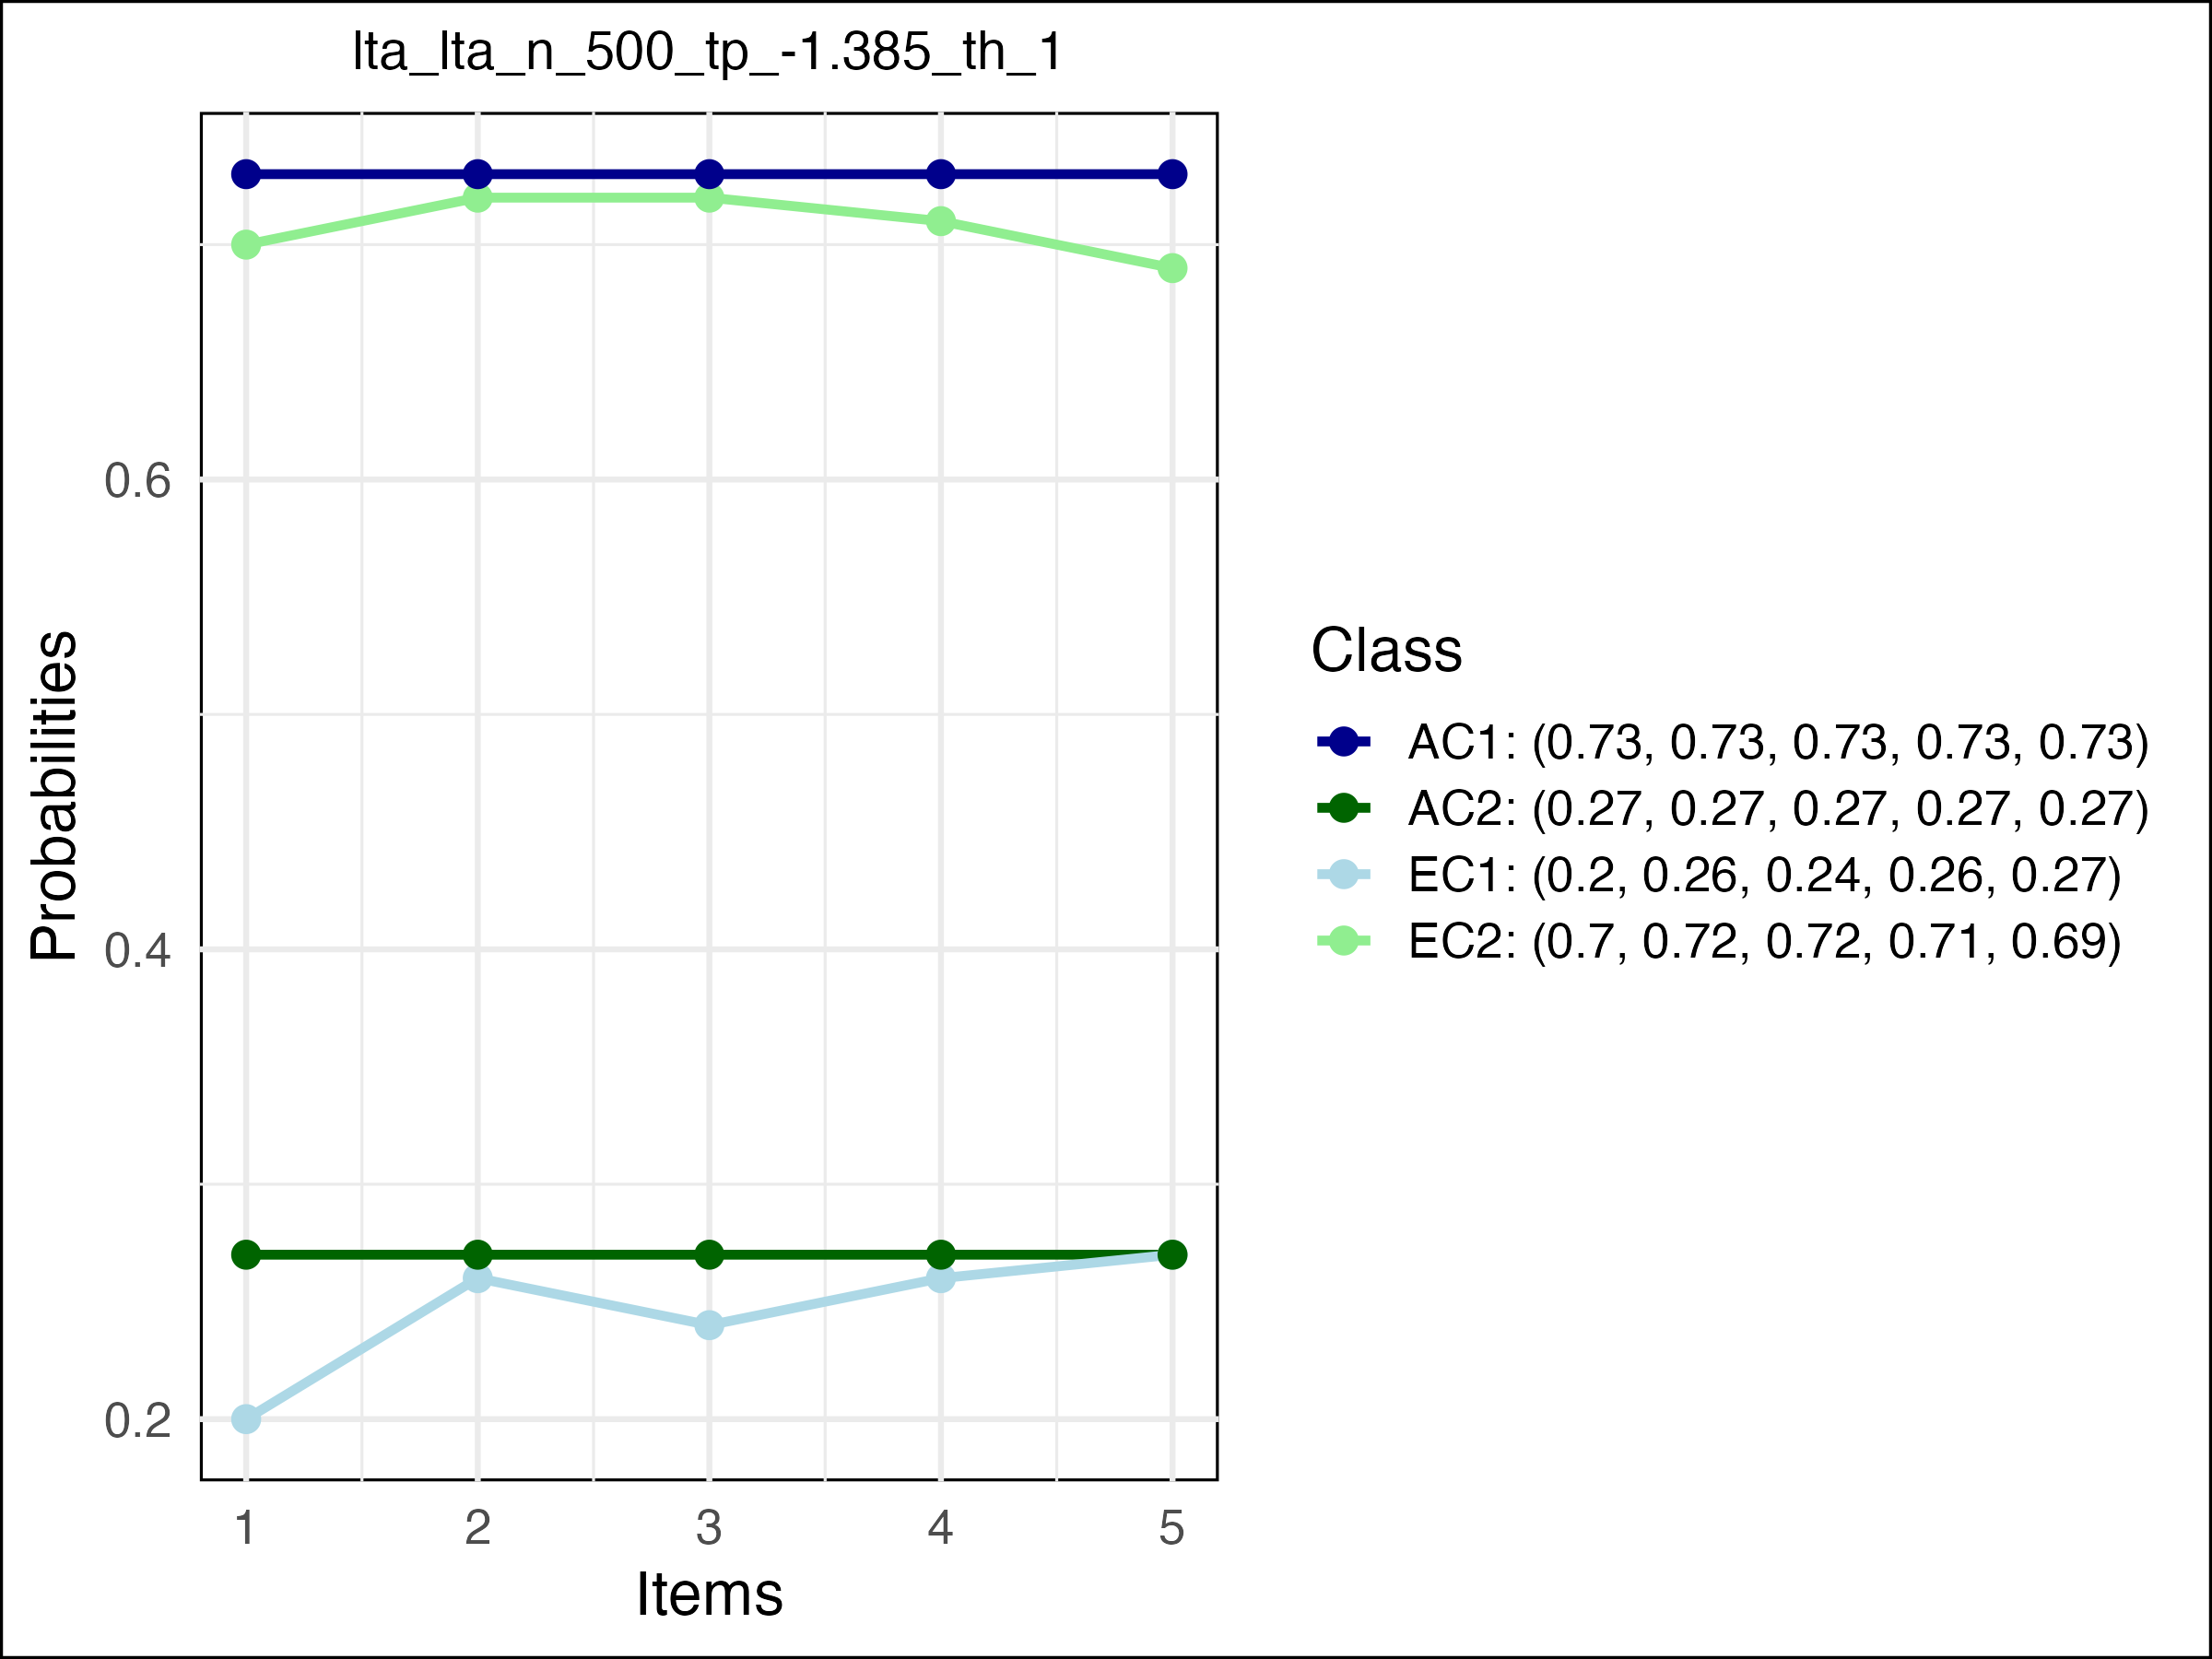 lta_lta_n_500_tp_-1.385_th_1
Probabilities
0.6
0.4
0.2
1 2 3 4 5
Items
Class
AC1: (0.73, 0.73, 0.73, 0.73, 0.73)
AC2: (0.27, 0.27, 0.27, 0.27, 0.27)
EC1: (0.2, 0.26, 0.24, 0.26, 0.27)
EC2: (0.7, 0.72, 0.72, 0.71, 0.69)